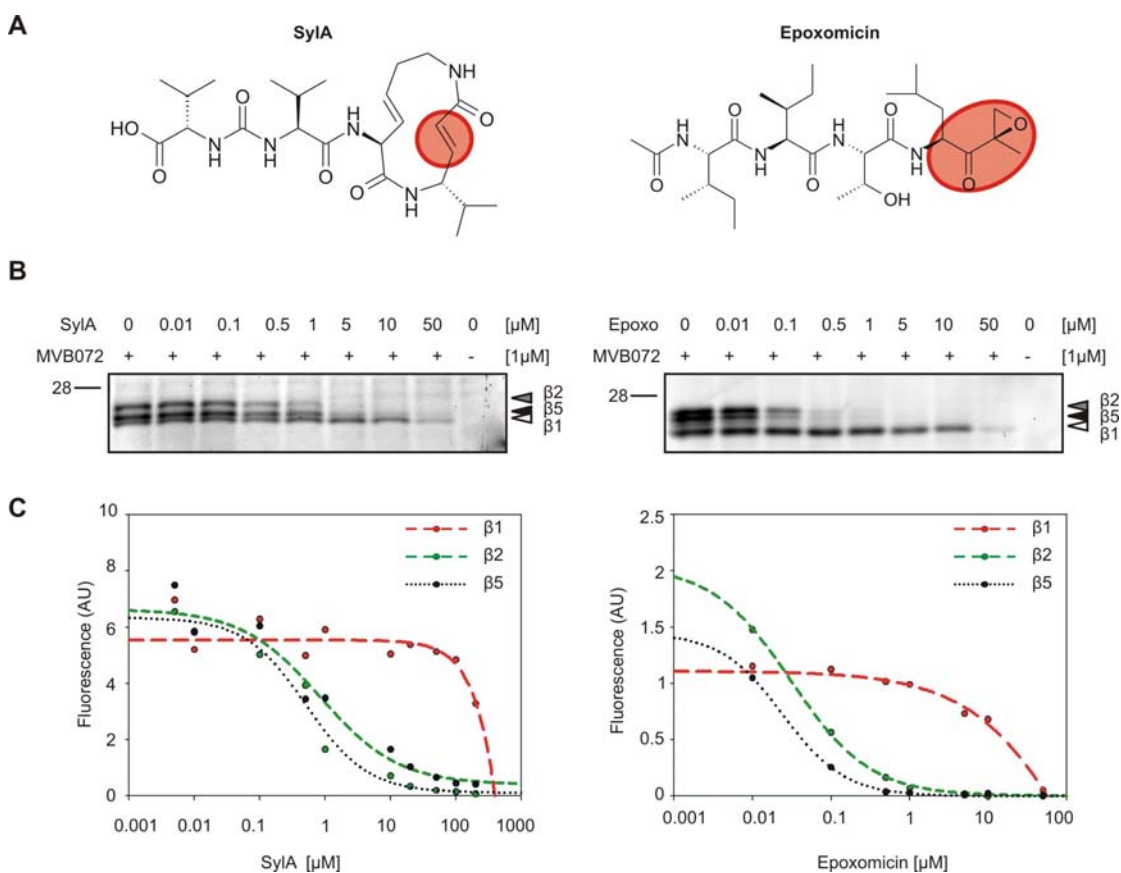 A
SylA
Epoxomicin
HO
O
N
H
O
N
H
O
H
N
O
N
H
O
NH
O
H
N
O
N
H
O
H
N
O
OH
N
H
O
O
B
SylA 0 0.01 0.1 0.5 1 5 10 50 0 [µM]
MVB072 + + + + + + + + - [1µM]
28
β2
β5
β1
Epoxo 0 0.01 0.1 0.5 1 5 10 50 0 [µM]
MVB072 + + + + + + + + - [1µM]
28
β2
β5
β1
C
Fluorescence (AU)
10
8
6
4
2
0
β1
β2
β5
0.001 0.01 0.1 1 10 100 1000
SylA [µM]
Fluorescence (AU)
2.5
2
1.5
1
0.5
0
β1
β2
β5
0.001 0.01 0.1 1 10 100
Epoxomicin [µM]